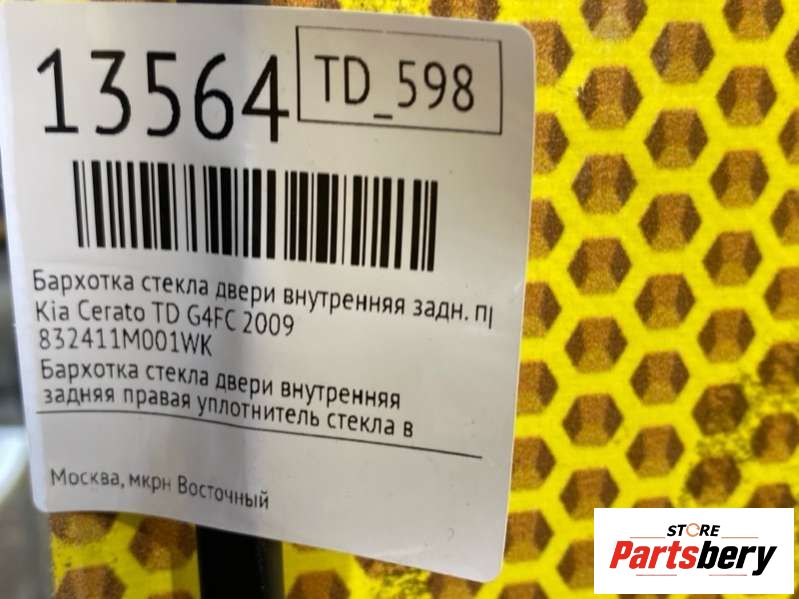 13564
TD_598
Бархотка стекла двери внутренняя задн. п
Kia Cerato TD G4FC 2009
832411M001WK
Бархотка стекла двери внутренняя
задняя правая уплотнитель стекла в
Москва, мкрн Восточный
STORE
Partsbery